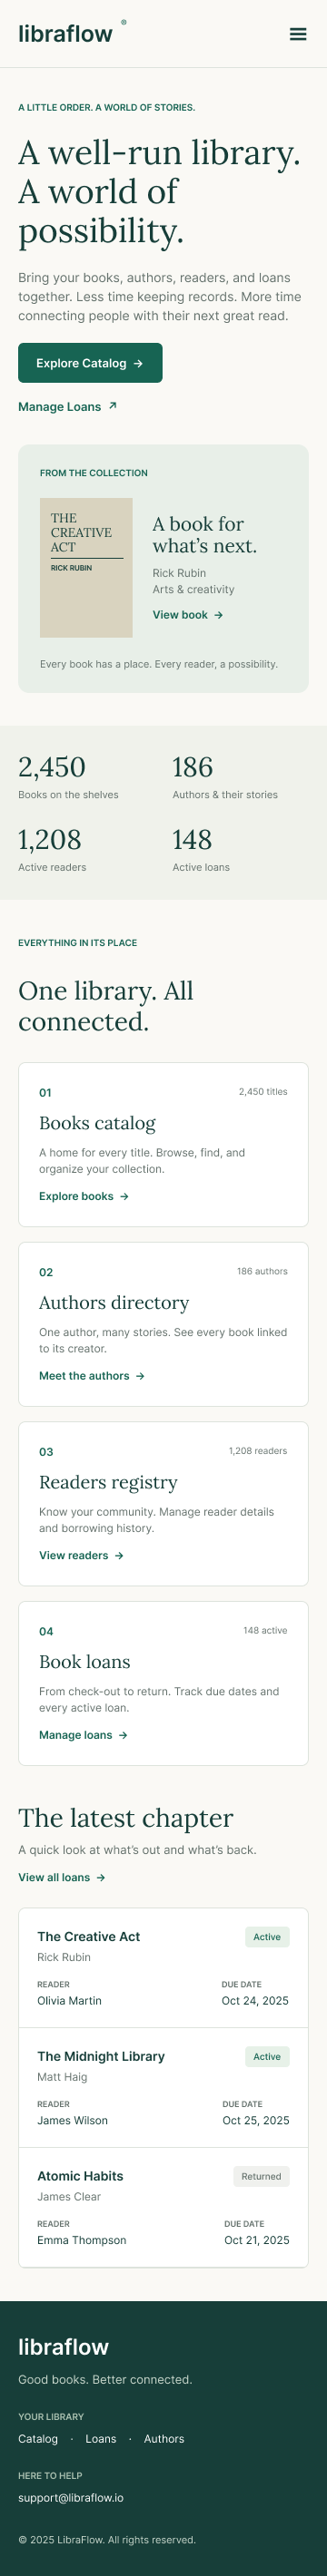 libraflow ®
A LITTLE ORDER. A WORLD OF STORIES.
A well-run library.
A world of
possibility.
Bring your books, authors, readers, and loans
together. Less time keeping records. More time
connecting people with their next great read.
Explore Catalog →
Manage Loans ↗
FROM THE COLLECTION
THE
CREATIVE
ACT
RICK RUBIN
A book for
what’s next.
Rick Rubin
Arts & creativity
View book →
Every book has a place. Every reader, a possibility.
2,450
Books on the shelves
186
Authors & their stories
1,208
Active readers
148
Active loans
EVERYTHING IN ITS PLACE
One library. All
connected.
01
2,450 titles
Books catalog
A home for every title. Browse, find, and
organize your collection.
Explore books →
02
186 authors
Authors directory
One author, many stories. See every book linked
to its creator.
Meet the authors →
03
1,208 readers
Readers registry
Know your community. Manage reader details
and borrowing history.
View readers →
04
148 active
Book loans
From check-out to return. Track due dates and
every active loan.
Manage loans →
The latest chapter
A quick look at what’s out and what’s back.
View all loans →
The Creative Act
Active
Rick Rubin
READER
DUE DATE
Olivia Martin
Oct 24, 2025
The Midnight Library
Active
Matt Haig
READER
DUE DATE
James Wilson
Oct 25, 2025
Atomic Habits
Returned
James Clear
READER
DUE DATE
Emma Thompson
Oct 21, 2025
libraflow
Good books. Better connected.
YOUR LIBRARY
Catalog · Loans · Authors
HERE TO HELP
support@libraflow.io
© 2025 LibraFlow. All rights reserved.